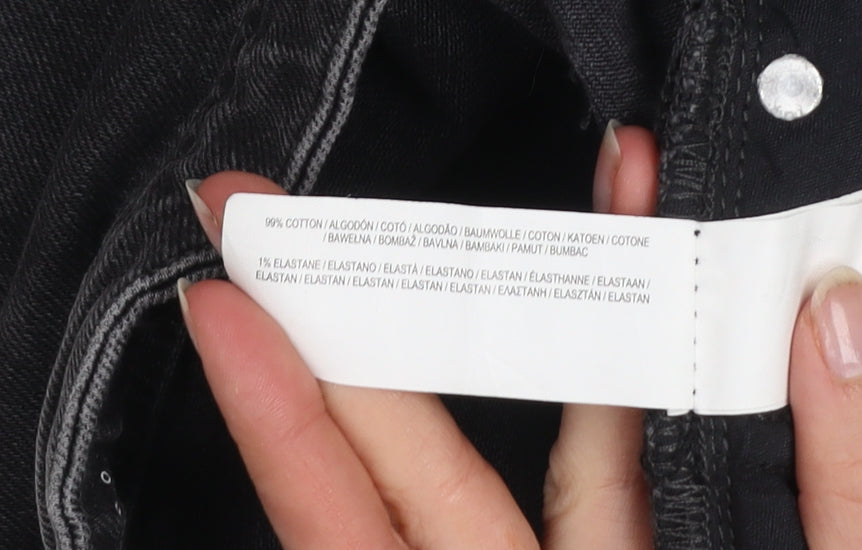 99% COTTON / ALGODÓN / COTÓ / ALGODÃO / BAUMWOLLE / COTON / KATOEN / COTONE
/ BAWEŁNA / BOMBAŽ / BAVLNA / BAMBAKI / PAMUT / BUMBAC
1% ELASTANE / ELASTANO / ELASTÀ / ELASTANO / ELASTAN / ÉLASTHANNE / ELASTAAN /
ELASTAN / ELASTAN / ELASTAN / ELASTAN / ELASTAN / ΕΛΑΣΤΑΝΗ / ELASZTÁN / ELASTAN